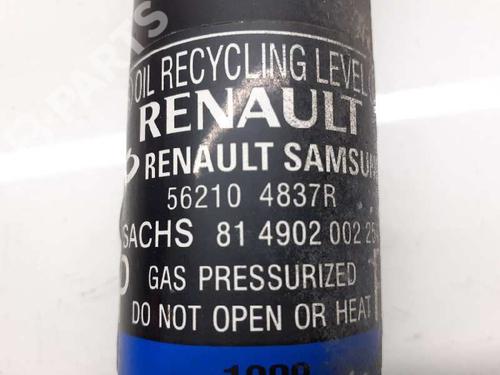 OIL RECYCLING LEVEL
RENAULT
RENAULT SAMSUN
56210 4837R
SACHS 81 4902 002 25
GAS PRESSURIZED
DO NOT OPEN OR HEAT